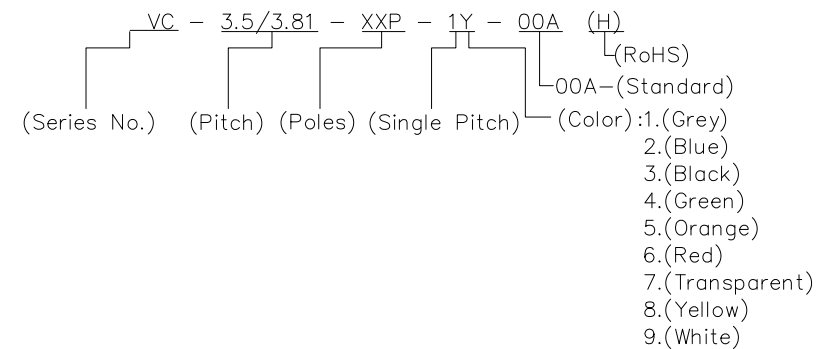 VC - 3.5/3.81 - XXP - 1Y - 00A (H)
(RoHS)
00A-(Standard)
(Series No.) (Pitch) (Poles) (Single Pitch) (Color):1.(Grey)
2.(Blue)
3.(Black)
4.(Green)
5.(Orange)
6.(Red)
7.(Transparent)
8.(Yellow)
9.(White)